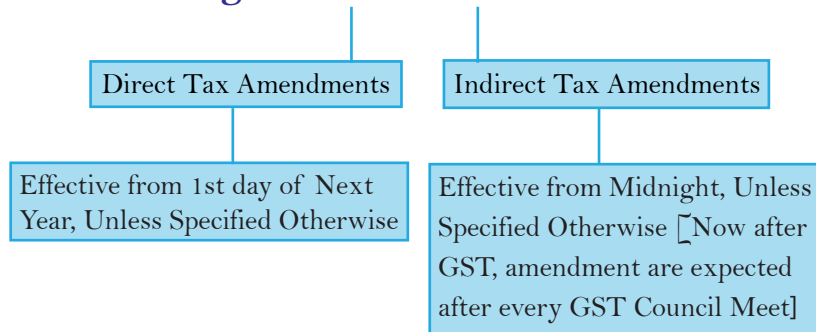 Direct Tax Amendments
Indirect Tax Amendments
Effective from 1st day of Next
Year, Unless Specified Otherwise
Effective from Midnight, Unless
Specified Otherwise [Now after
GST, amendment are expected
after every GST Council Meet]